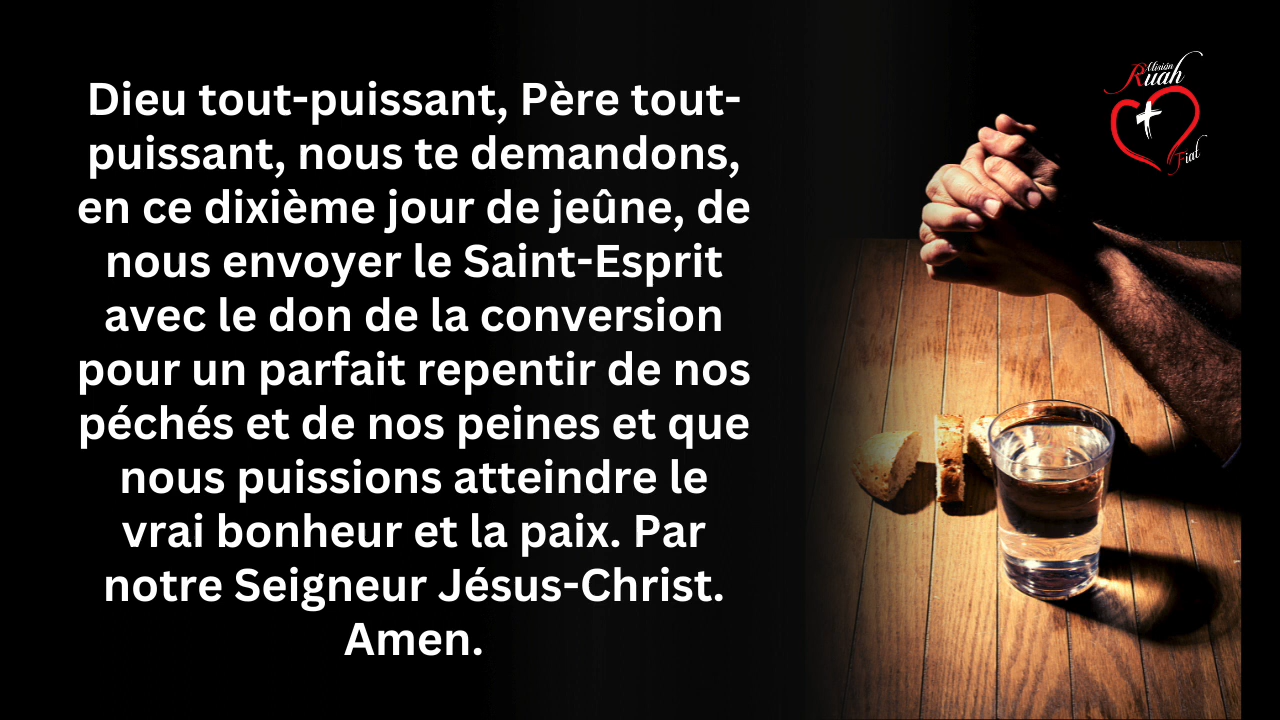 Dieu tout-puissant, Père tout-
puissant, nous te demandons,
en ce dixième jour de jeûne, de
nous envoyer le Saint-Esprit
avec le don de la conversion
pour un parfait repentir de nos
péchés et de nos peines et que
nous puissions atteindre le
vrai bonheur et la paix. Par
notre Seigneur Jésus-Christ.
Amen.
Misión
Ruah
Fiat